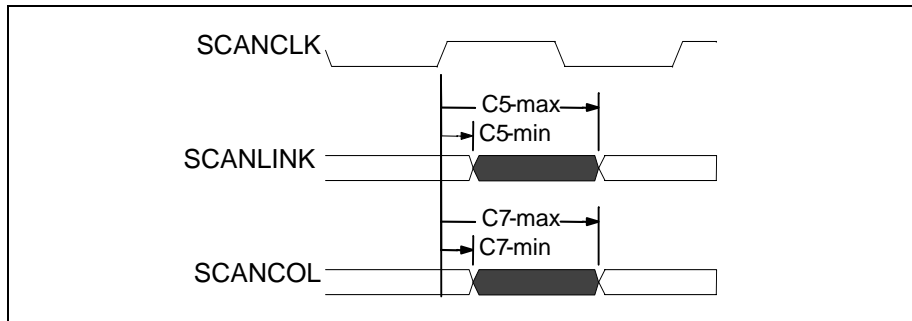 SCANCLK
C5-max
C5-min
SCANLINK
C7-max
C7-min
SCANCOL